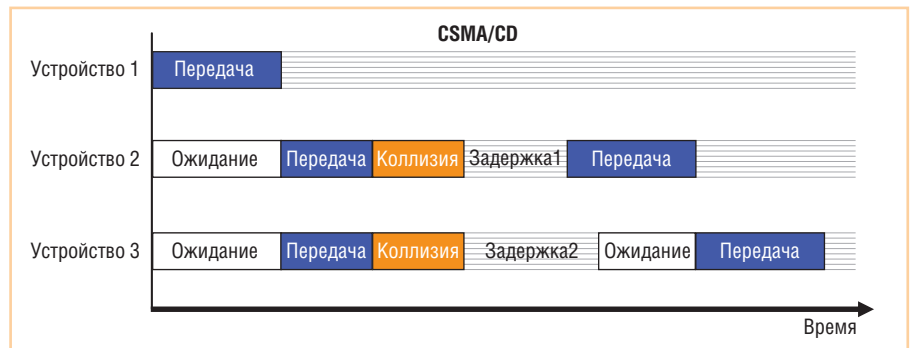 CSMA/CD
Устройство 1 Передача
Устройство 2 Ожидание Передача Коллизия Задержка1 Передача
Устройство 3 Ожидание Передача Коллизия Задержка2 Ожидание Передача
Время